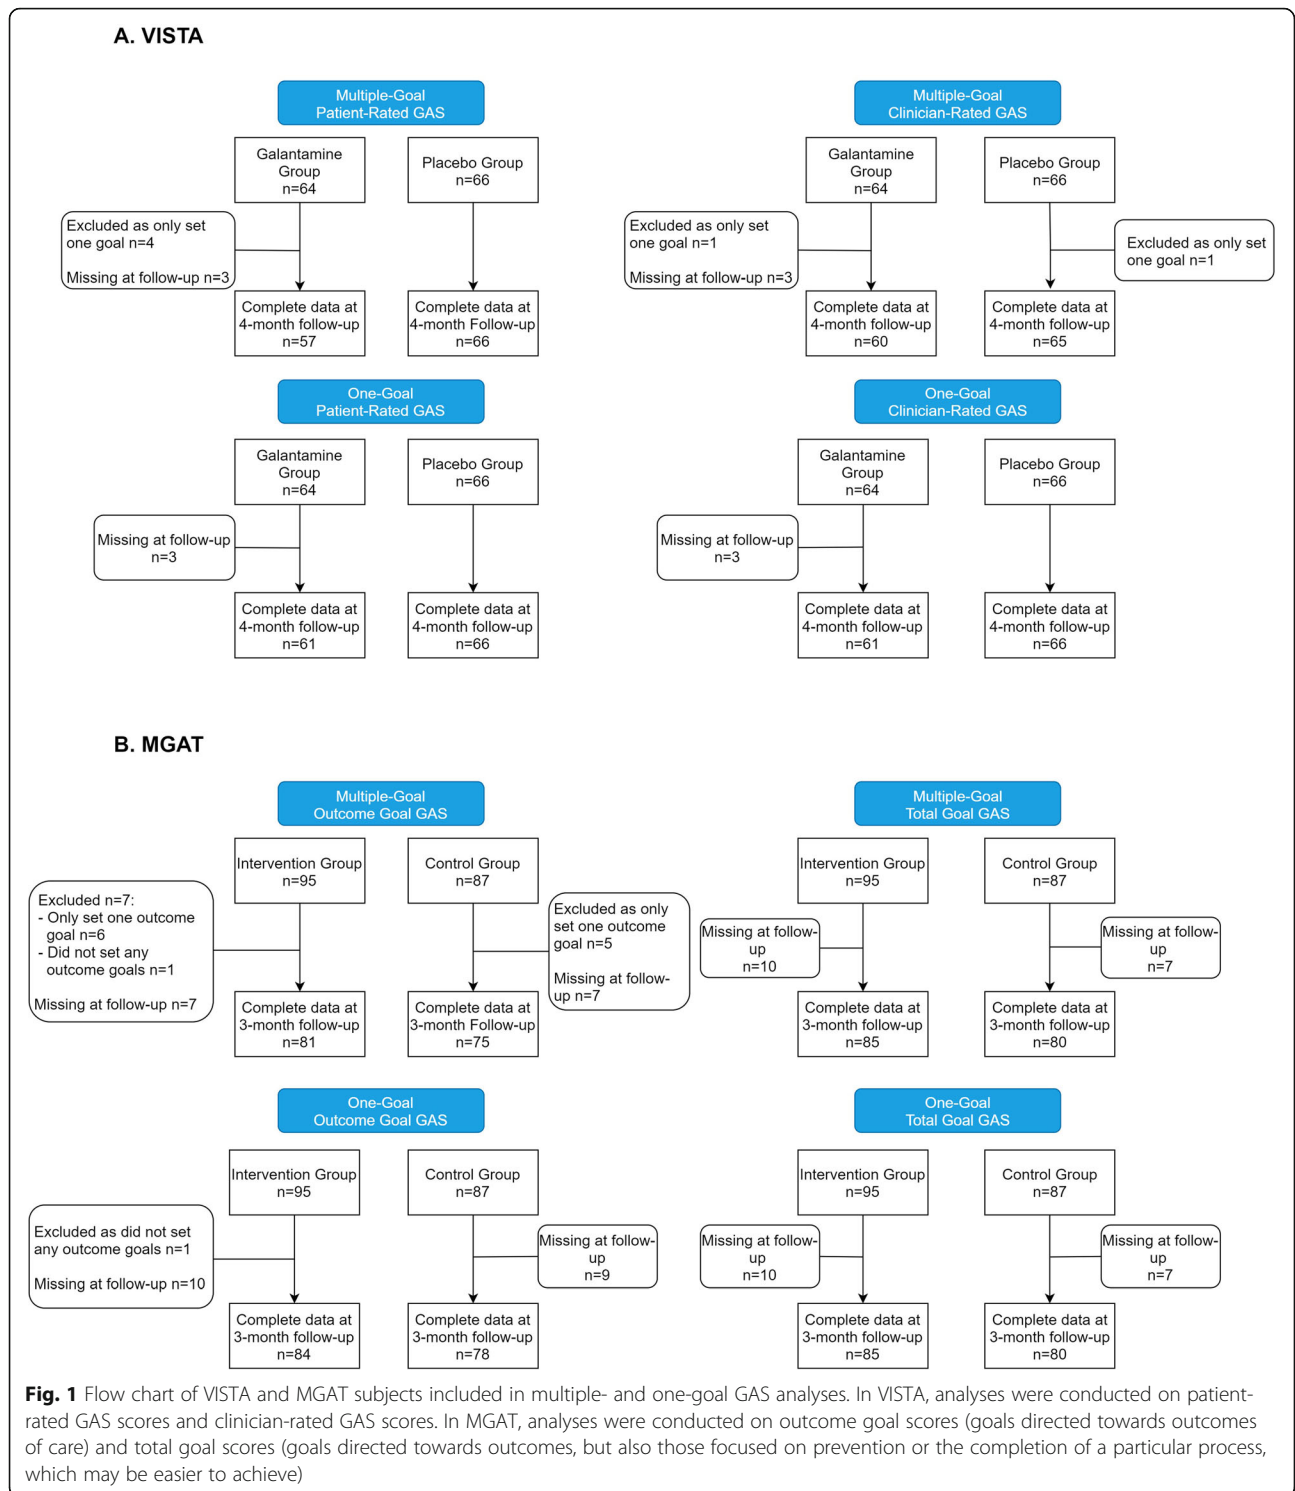 A. VISTA
Multiple-Goal
Patient-Rated GAS
Galantamine
Group
n=64
Placebo Group
n=66
Excluded as only set
one goal n=4
Missing at follow-up n=3
Complete data at
4-month follow-up
n=57
Complete data at
4-month Follow-up
n=66
Multiple-Goal
Clinician-Rated GAS
Galantamine
Group
n=64
Placebo Group
n=66
Excluded as only set
one goal n=1
Missing at follow-up n=3
Excluded as only set
one goal n=1
Complete data at
4-month follow-up
n=60
Complete data at
4-month follow-up
n=65
One-Goal
Patient-Rated GAS
Galantamine
Group
n=64
Placebo Group
n=66
Missing at follow-up
n=3
Complete data at
4-month follow-up
n=61
Complete data at
4-month follow-up
n=66
One-Goal
Clinician-Rated GAS
Galantamine
Group
n=64
Placebo Group
n=66
Missing at follow-up
n=3
Complete data at
4-month follow-up
n=61
Complete data at
4-month follow-up
n=66
B. MGAT
Multiple-Goal
Outcome Goal GAS
Intervention Group
n=95
Control Group
n=87
Excluded n=7:
- Only set one outcome
goal n=6
- Did not set any
outcome goals n=1
Missing at follow-up n=7
Excluded as only
set one outcome
goal n=5
Missing at follow-
up n=7
Complete data at
3-month follow-up
n=81
Complete data at
3-month Follow-up
n=75
Multiple-Goal
Total Goal GAS
Intervention Group
n=95
Control Group
n=87
Missing at follow-
up
n=10
Missing at follow-
up
n=7
Complete data at
3-month follow-up
n=85
Complete data at
3-month follow-up
n=80
One-Goal
Outcome Goal GAS
Intervention Group
n=95
Control Group
n=87
Excluded as did not set
any outcome goals n=1
Missing at follow-up n=10
Missing at follow-
up
n=9
Complete data at
3-month follow-up
n=84
Complete data at
3-month follow-up
n=78
One-Goal
Total Goal GAS
Intervention Group
n=95
Control Group
n=87
Missing at follow-
up
n=10
Missing at follow-
up
n=7
Complete data at
3-month follow-up
n=85
Complete data at
3-month follow-up
n=80
Fig. 1 Flow chart of VISTA and MGAT subjects included in multiple- and one-goal GAS analyses. In VISTA, analyses were conducted on patient-
rated GAS scores and clinician-rated GAS scores. In MGAT, analyses were conducted on outcome goal scores (goals directed towards outcomes
of care) and total goal scores (goals directed towards outcomes, but also those focused on prevention or the completion of a particular process,
which may be easier to achieve)